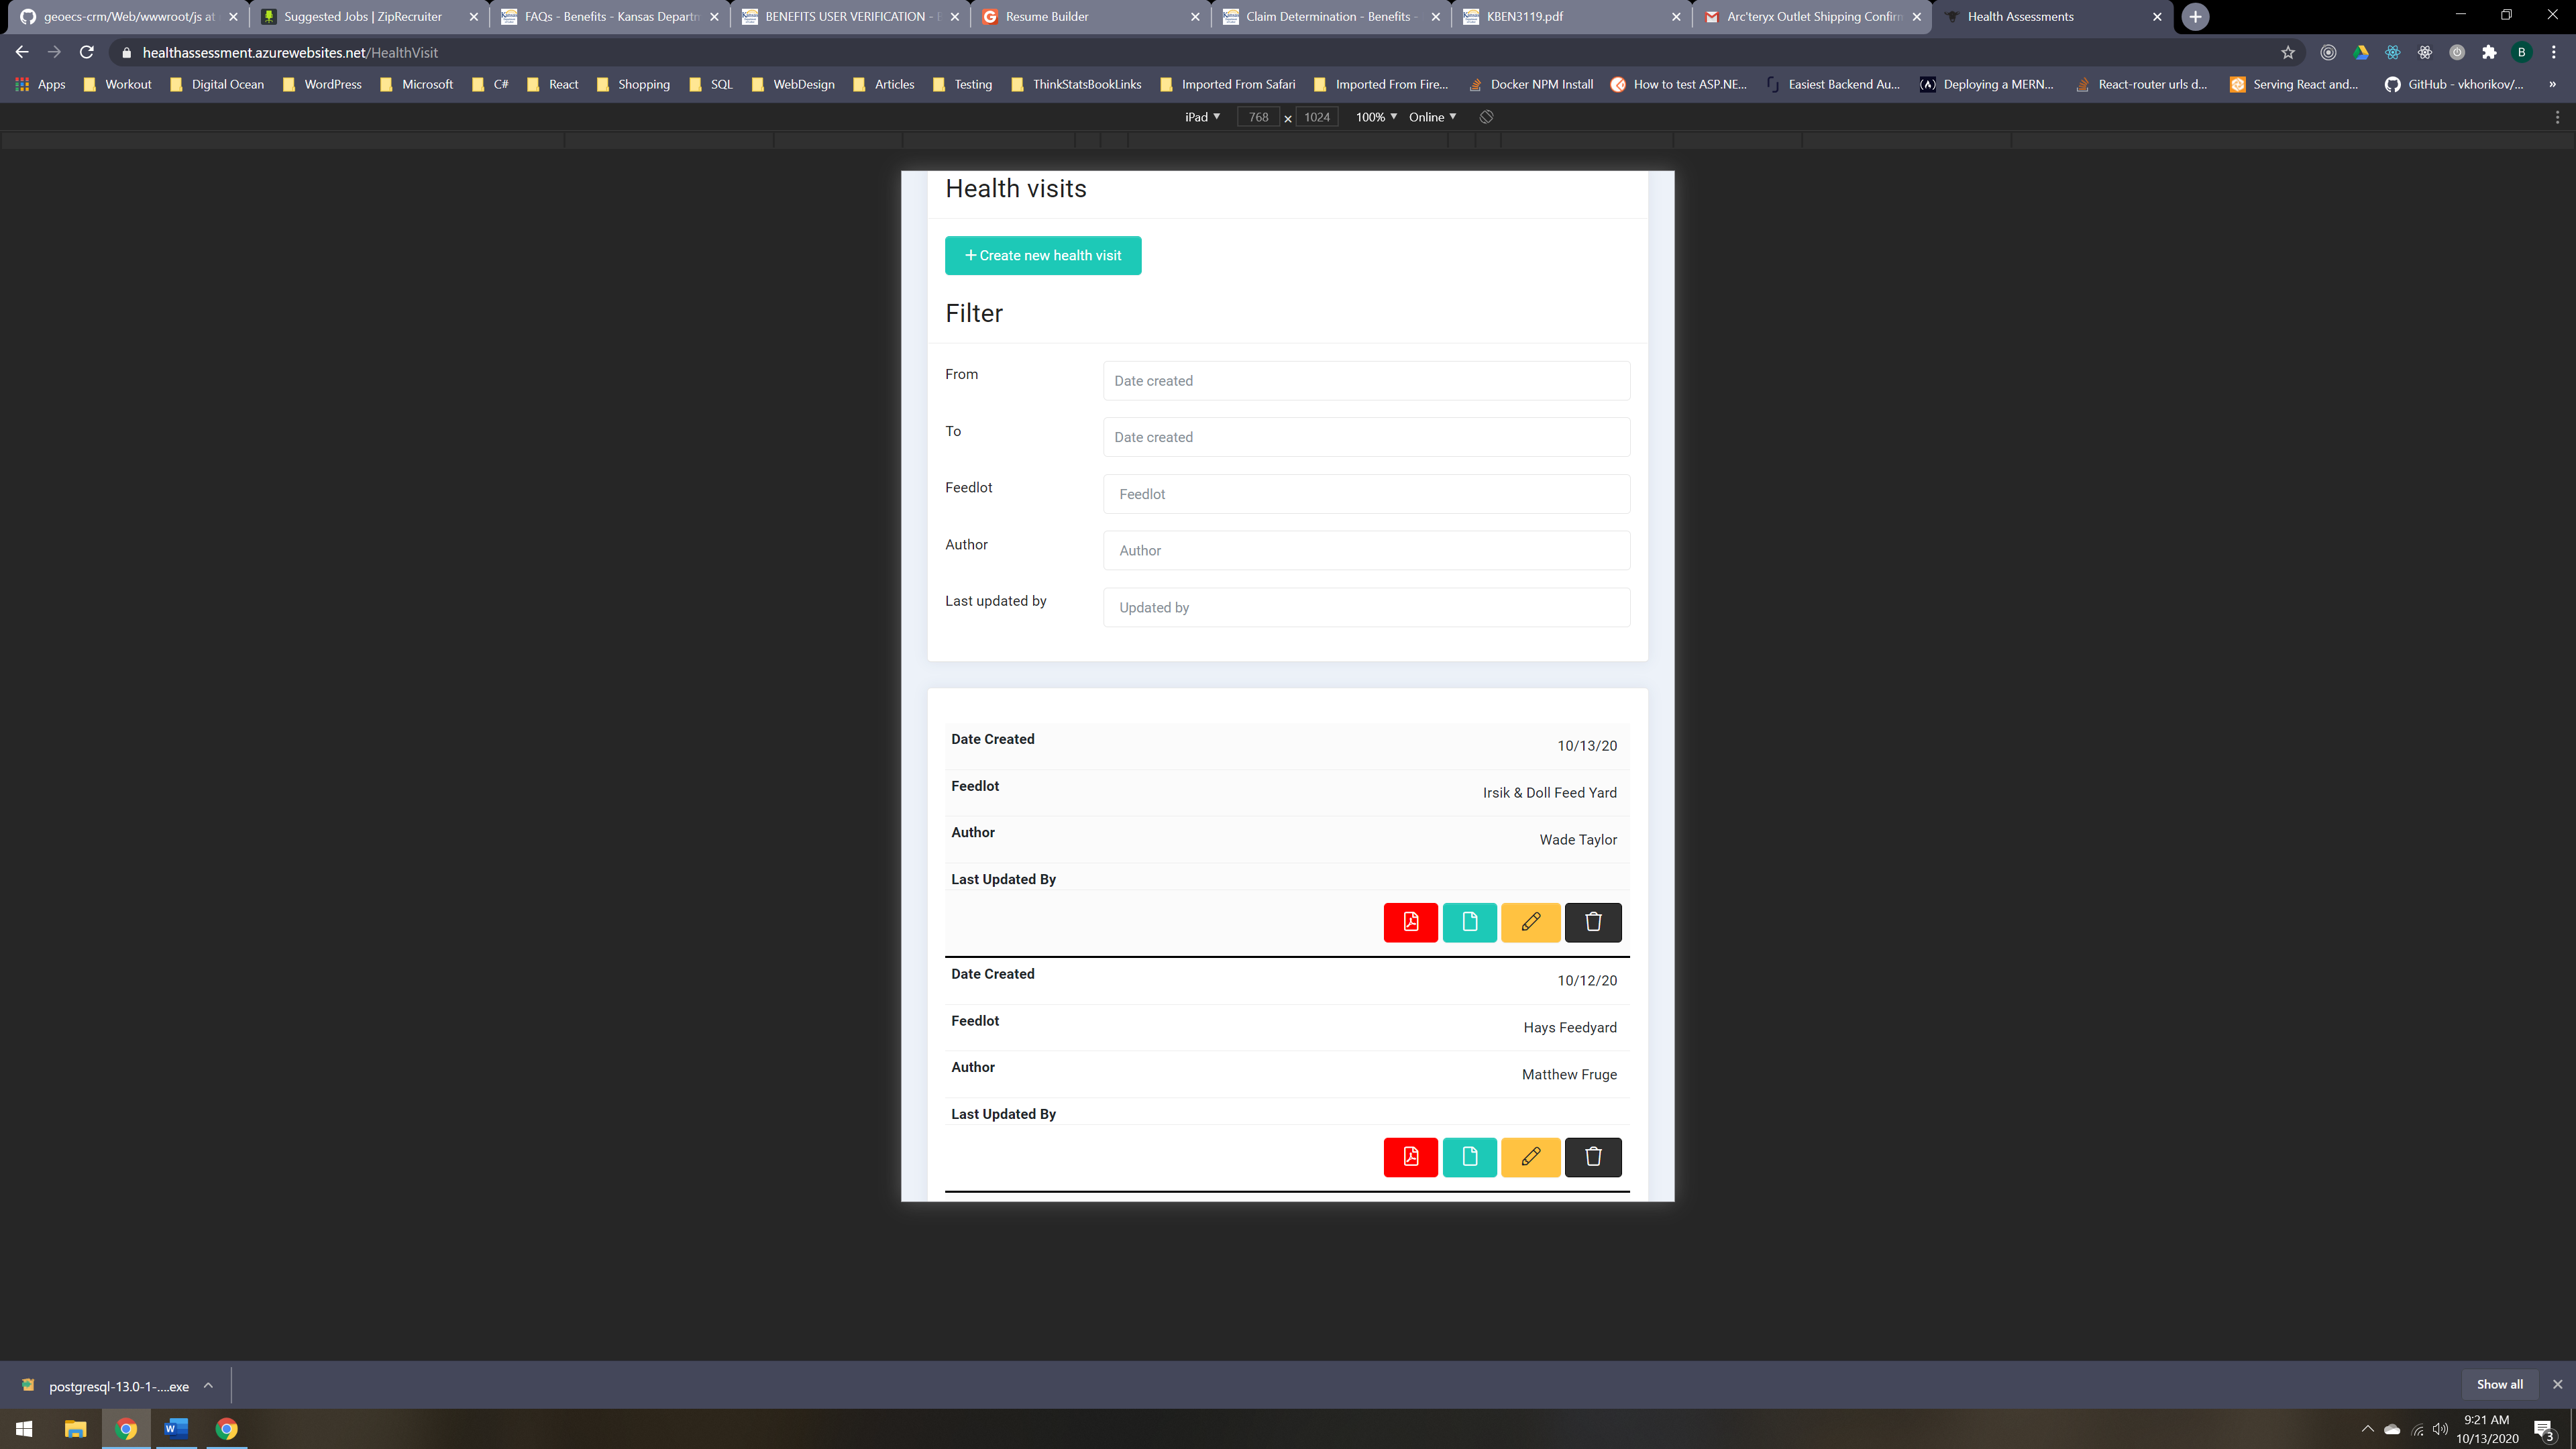 geoecs-crm/Web/wwwroot/js at
Suggested Jobs | ZipRecruiter
FAQs - Benefits - Kansas Departm
BENEFITS USER VERIFICATION -
Resume Builder
Claim Determination - Benefits -
KBEN3119.pdf
Arc'teryx Outlet Shipping Confirm
Health Assessments
healthassessment.azurewebsites.net/HealthVisit
B
Apps Workout Digital Ocean WordPress Microsoft C# React Shopping SQL WebDesign Articles Testing ThinkStatsBookLinks Imported From Safari Imported From Fire... Docker NPM Install How to test ASP.NE... Easiest Backend Au... Deploying a MERN... React-router urls d... Serving React and... GitHub - vkhorikov/... »
iPad ▼ 768 × 1024 100% ▼ Online ▼
Health visits
+ Create new health visit
Filter
From Date created
To Date created
Feedlot Feedlot
Author Author
Last updated by Updated by
Date Created 10/13/20
Feedlot Irsik & Doll Feed Yard
Author Wade Taylor
Last Updated By
Date Created 10/12/20
Feedlot Hays Feedyard
Author Matthew Fruge
Last Updated By
postgresql-13.0-1-....exe
Show all
9:21 AM
10/13/2020
3